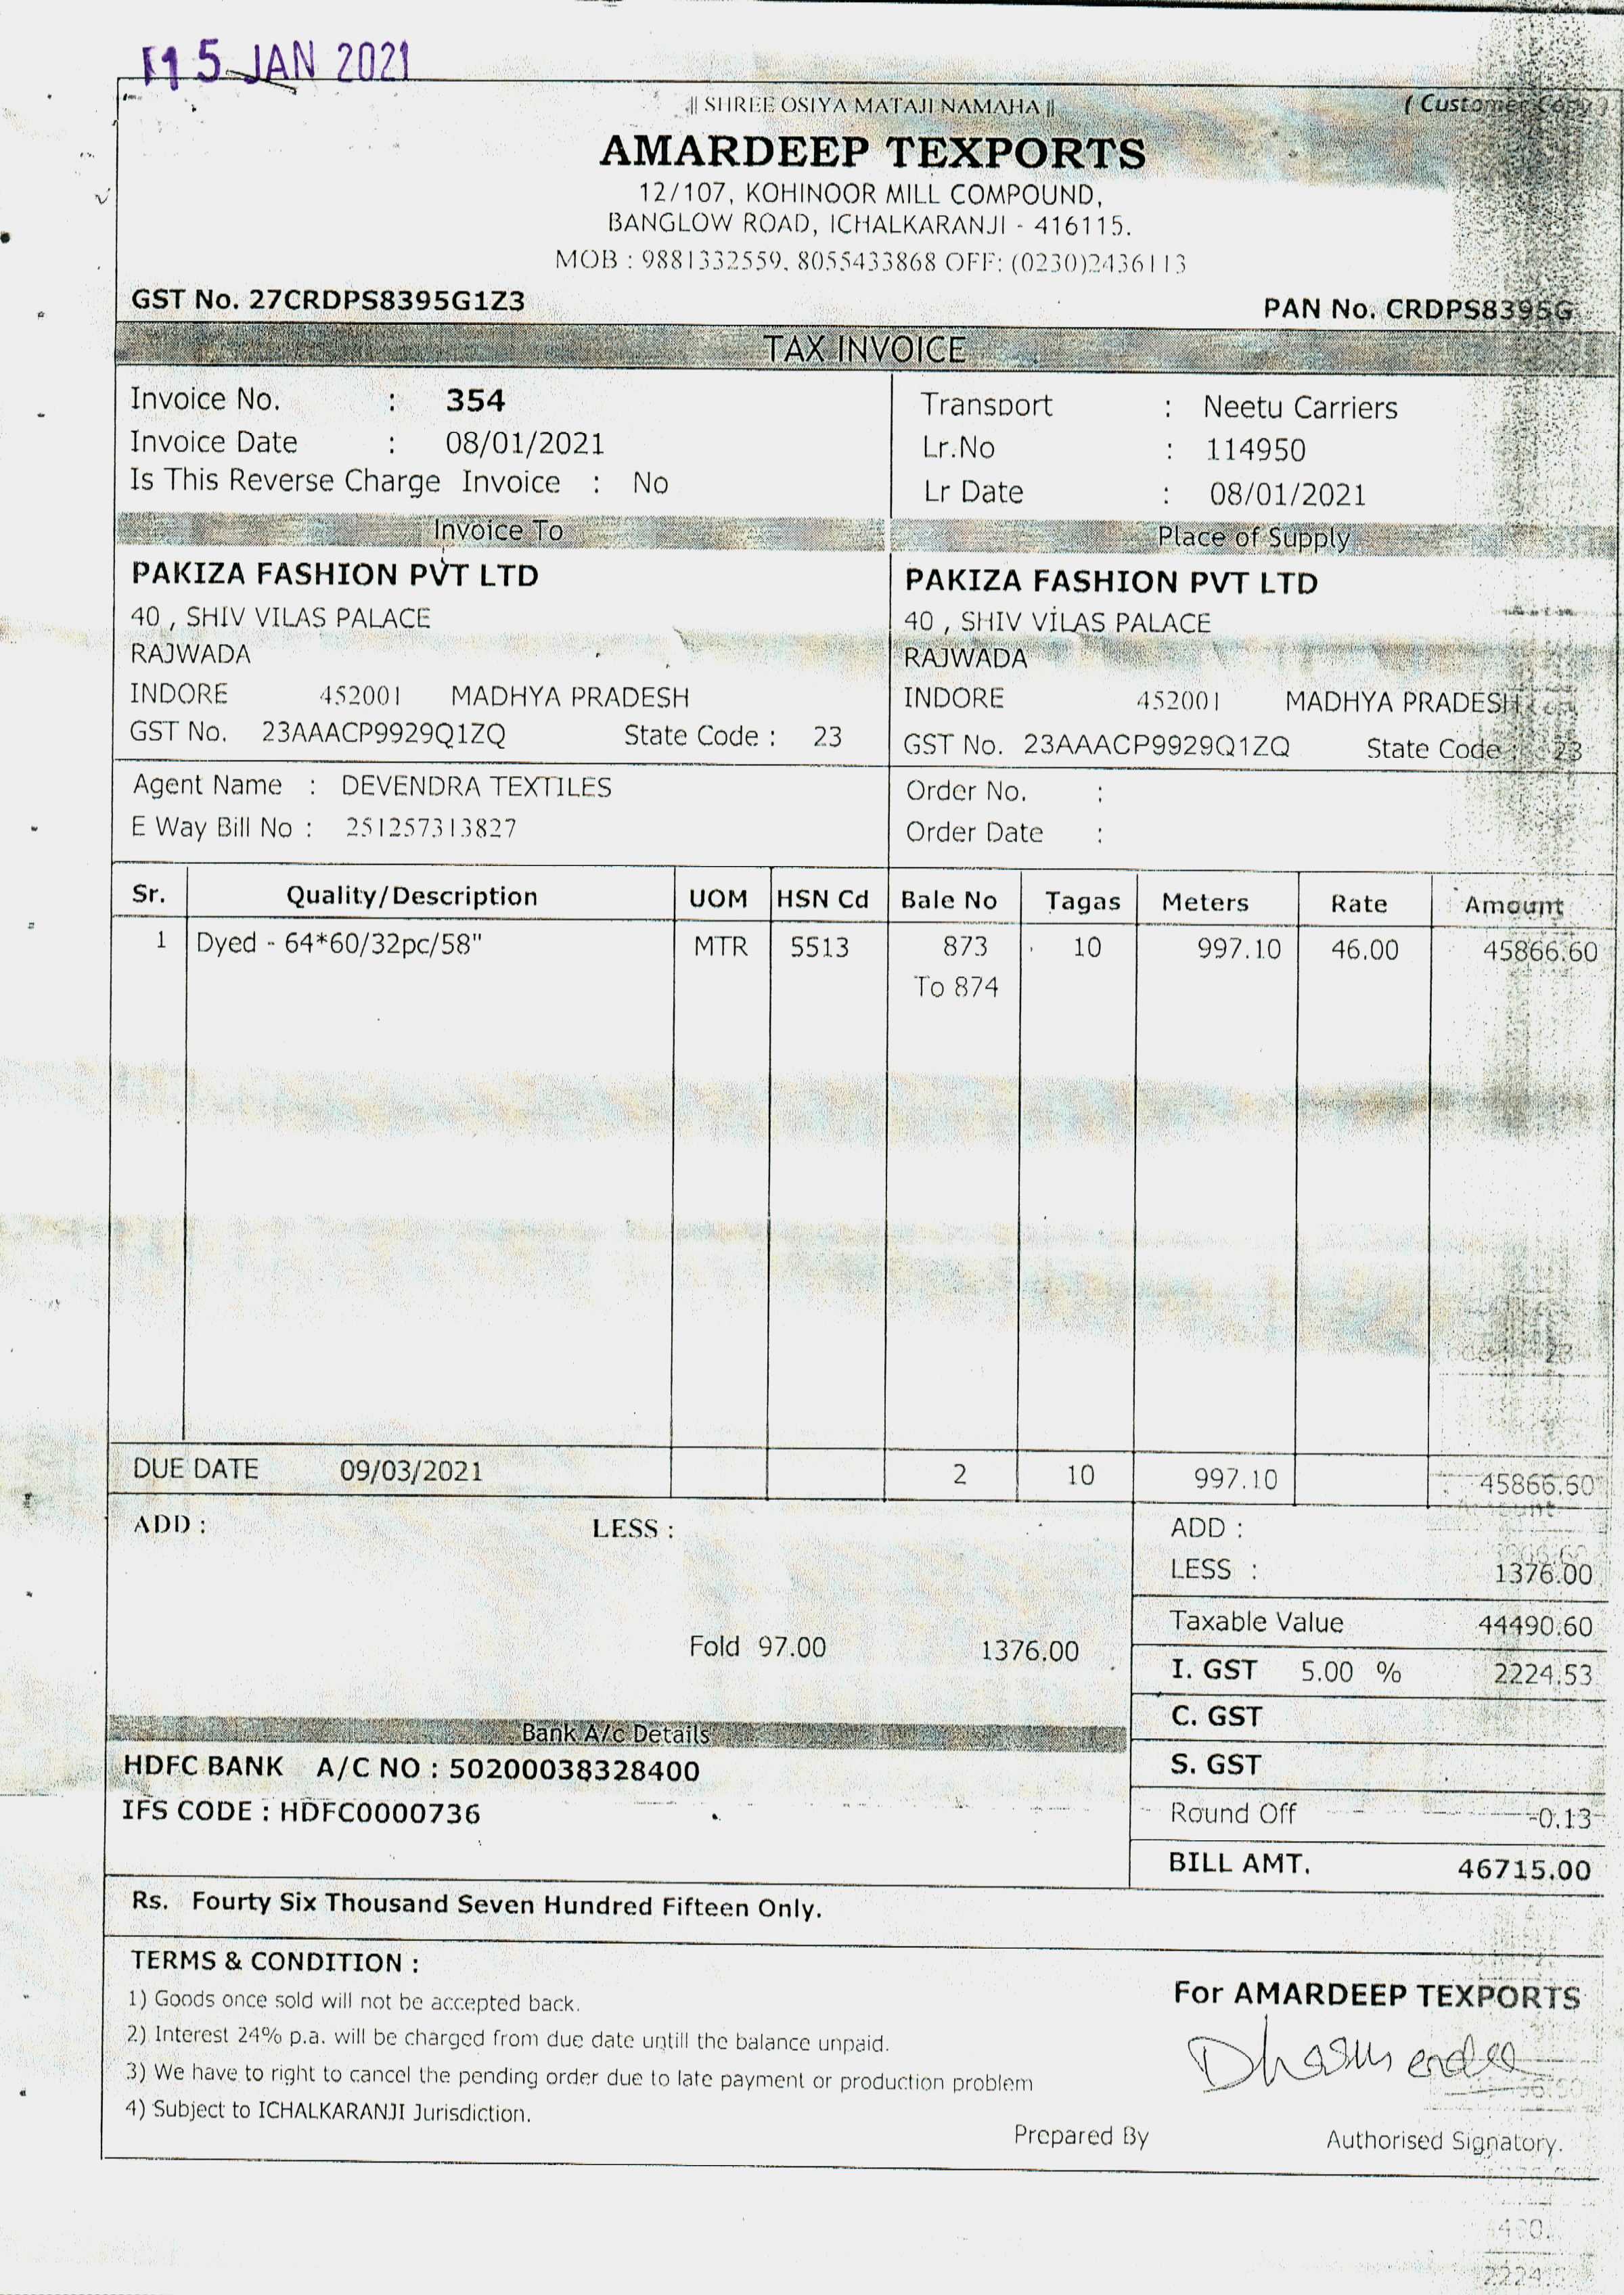 15 JAN 2021
|| SHREE OSIYA MATAJI NAMAHA ||
( Customer Copy )
AMARDEEP TEXPORTS
12/107, KOHINOOR MILL COMPOUND,
BANGLOW ROAD, ICHALKARANJI - 416115.
MOB : 9881332559, 8055433868 OFF: (0230)2436113
GST No. 27CRDPS8395G1Z3 PAN No. CRDPS8395G
TAX INVOICE
Invoice No. : 354 Transport : Neetu Carriers
Invoice Date : 08/01/2021 Lr.No : 114950
Is This Reverse Charge Invoice : No Lr Date : 08/01/2021
Invoice To Place of Supply
PAKIZA FASHION PVT LTD PAKIZA FASHION PVT LTD
40 , SHIV VILAS PALACE 40 , SHIV VILAS PALACE
RAJWADA RAJWADA
INDORE 452001 MADHYA PRADESH INDORE 452001 MADHYA PRADESH
GST No. 23AAACP9929Q1ZQ State Code : 23 GST No. 23AAACP9929Q1ZQ State Code : 23
Agent Name : DEVENDRA TEXTILES Order No. :
E Way Bill No : 251257313827 Order Date :
Sr. Quality/Description UOM HSN Cd Bale No Tagas Meters Rate Amount
1 Dyed - 64*60/32pc/58" MTR 5513 873 10 997.10 46.00 45866.60
To 874
DUE DATE 09/03/2021 2 10 997.10 45866.60
ADD : LESS : ADD :
LESS : 1376.00
Taxable Value 44490.60
Fold 97.00 1376.00
I. GST 5.00 % 2224.53
C. GST
Bank A/c Details
HDFC BANK A/C NO : 50200038328400 S. GST
IFS CODE : HDFC0000736 Round Off -0.13
BILL AMT. 46715.00
Rs. Fourty Six Thousand Seven Hundred Fifteen Only.
TERMS & CONDITION :
1) Goods once sold will not be accepted back.
2) Interest 24% p.a. will be charged from due date untill the balance unpaid.
3) We have to right to cancel the pending order due to late payment or production problem
4) Subject to ICHALKARANJI Jurisdiction.
For AMARDEEP TEXPORTS
Prepared By Authorised Signatory.